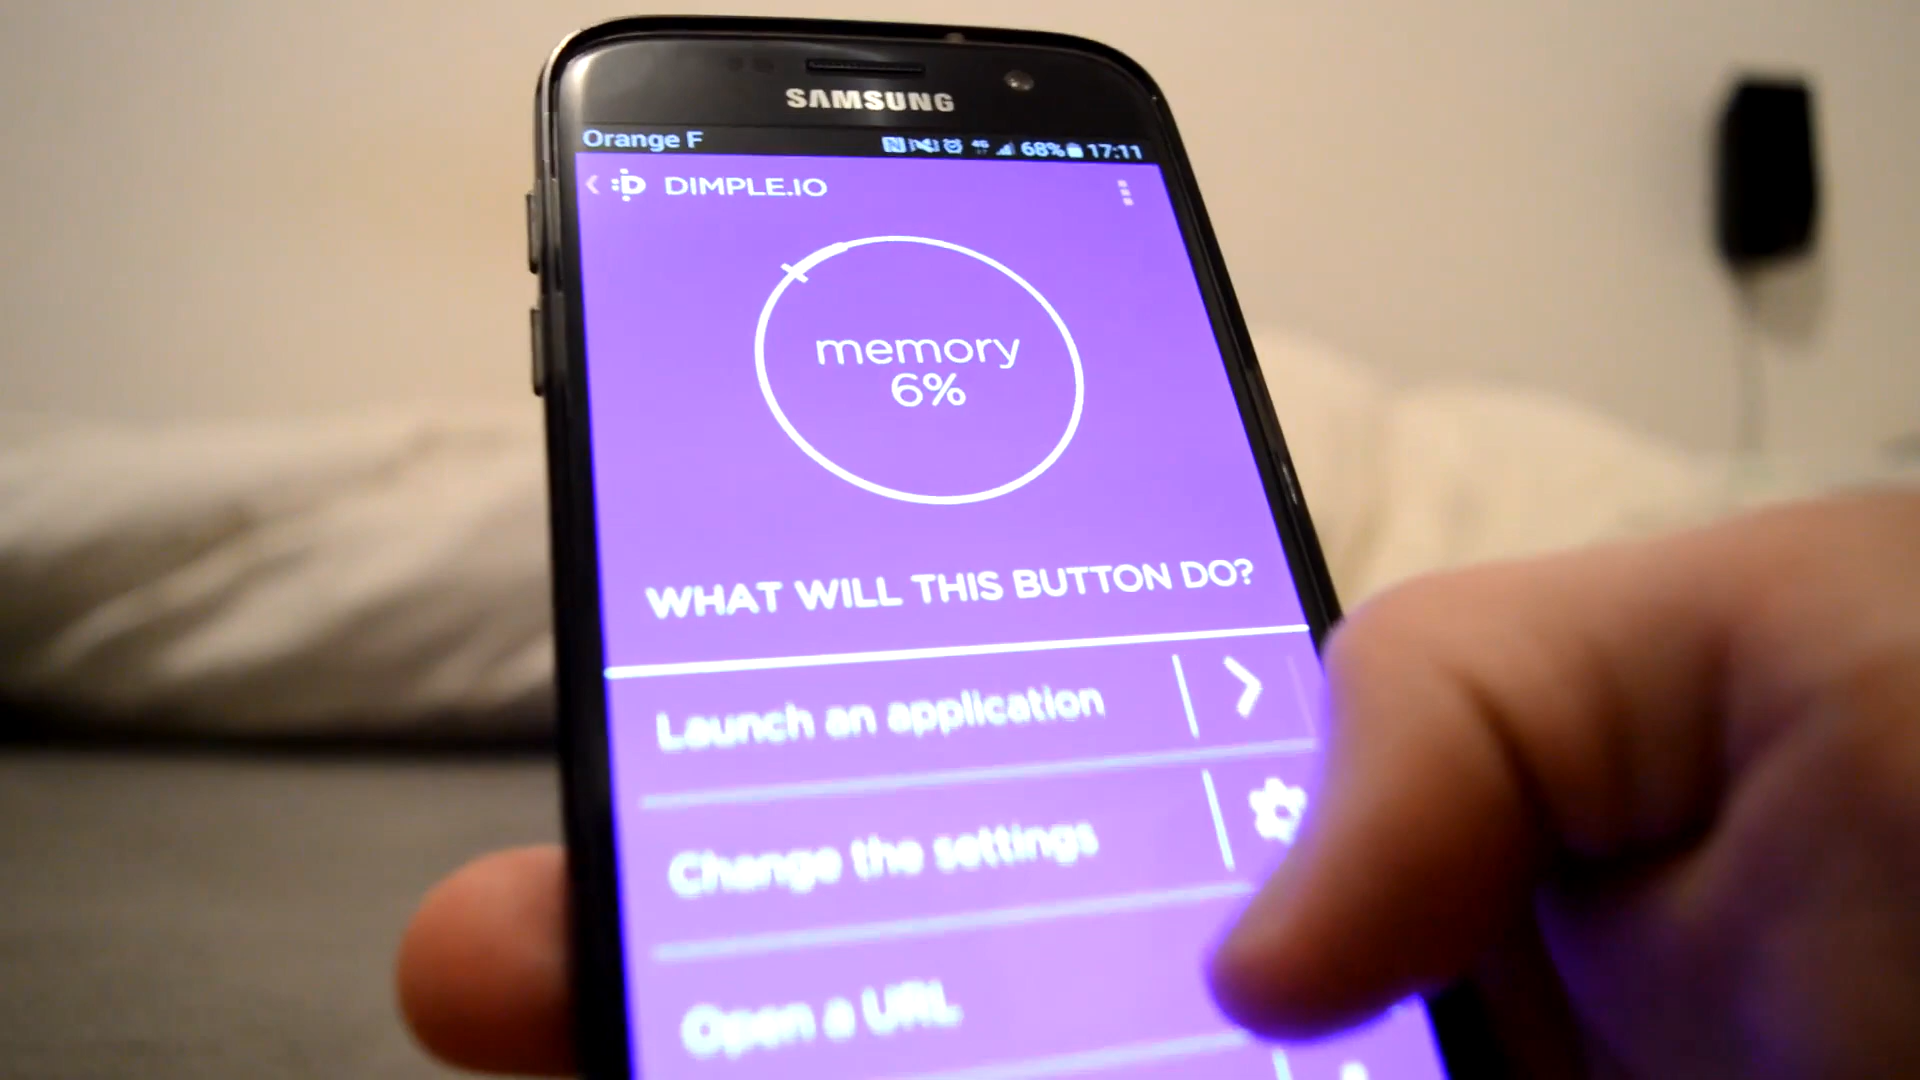 SAMSUNG
Orange F 4G 68% 17:11
DIMPLE.IO
memory
6%
WHAT WILL THIS BUTTON DO?
Launch an application
Change the settings
Open a URL